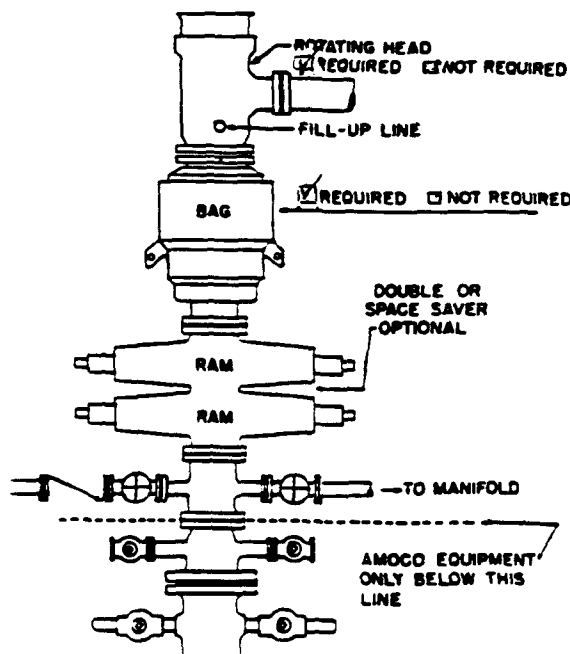 ROTATING HEAD
REQUIRED NOT REQUIRED
FILL-UP LINE
REQUIRED NOT REQUIRED
BAG
DOUBLE OR
SPACE SAVER
OPTIONAL
RAM
RAM
TO MANIFOLD
AMOCO EQUIPMENT
ONLY BELOW THIS
LINE